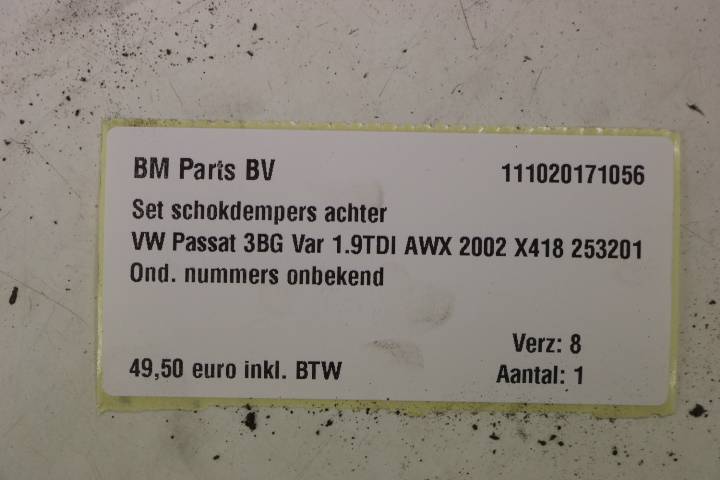 BM Parts BV 111020171056
Set schokdempers achter
VW Passat 3BG Var 1.9TDI AWX 2002 X418 253201
Ond. nummers onbekend
Verz: 8
49,50 euro inkl. BTW Aantal: 1